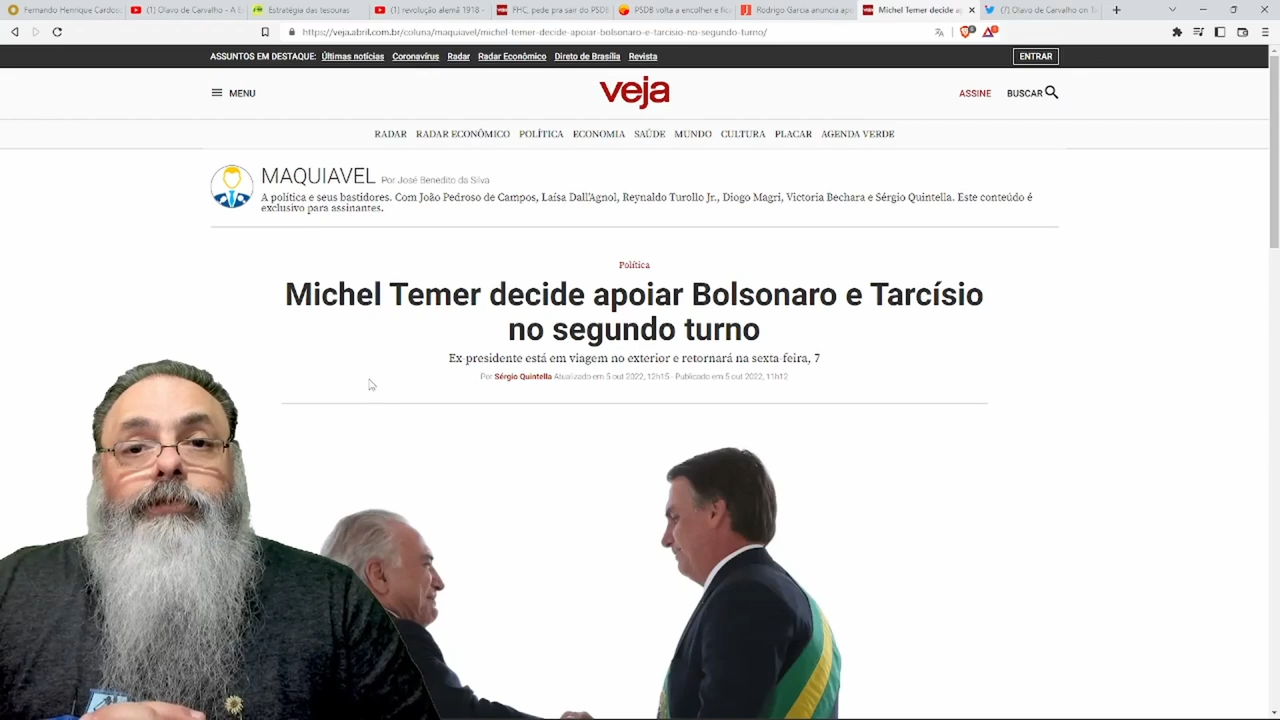 Fernando Henrique Cardos
(1) Olavo de Carvalho - A E
Estratégia das tesouras
(1) revolução alemã 1918 -
FHC, pede pra sair do PSDB
PSDB volta a encolher e fic
Rodrigo Garcia anuncia apo
Michel Temer decide ap
(7) Olavo de Carvalho on T
https://veja.abril.com.br/coluna/maquiavel/michel-temer-decide-apoiar-bolsonaro-e-tarcisio-no-segundo-turno/
ASSUNTOS EM DESTAQUE: Últimas notícias Coronavírus Radar Radar Econômico Direto de Brasília Revista
ENTRAR
MENU
veja
ASSINE
BUSCAR
RADAR RADAR ECONÔMICO POLÍTICA ECONOMIA SAÚDE MUNDO CULTURA PLACAR AGENDA VERDE
MAQUIAVEL Por José Benedito da Silva
A política e seus bastidores. Com João Pedroso de Campos, Laísa Dall'Agnol, Reynaldo Turollo Jr., Diogo Magri, Victoria Bechara e Sérgio Quintella. Este conteúdo é
exclusivo para assinantes.
Política
Michel Temer decide apoiar Bolsonaro e Tarcísio
no segundo turno
Ex-presidente está em viagem no exterior e retornará na sexta-feira, 7
Por Sérgio Quintella Atualizado em 5 out 2022, 12h15 - Publicado em 5 out 2022, 11h12